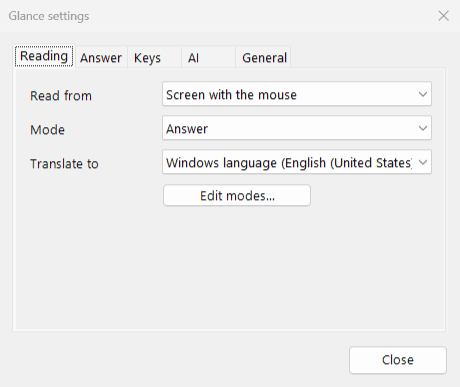 Glance settings
Reading Answer Keys AI General
Read from Screen with the mouse
Mode Answer
Translate to Windows language (English (United States)
Edit modes...
Close